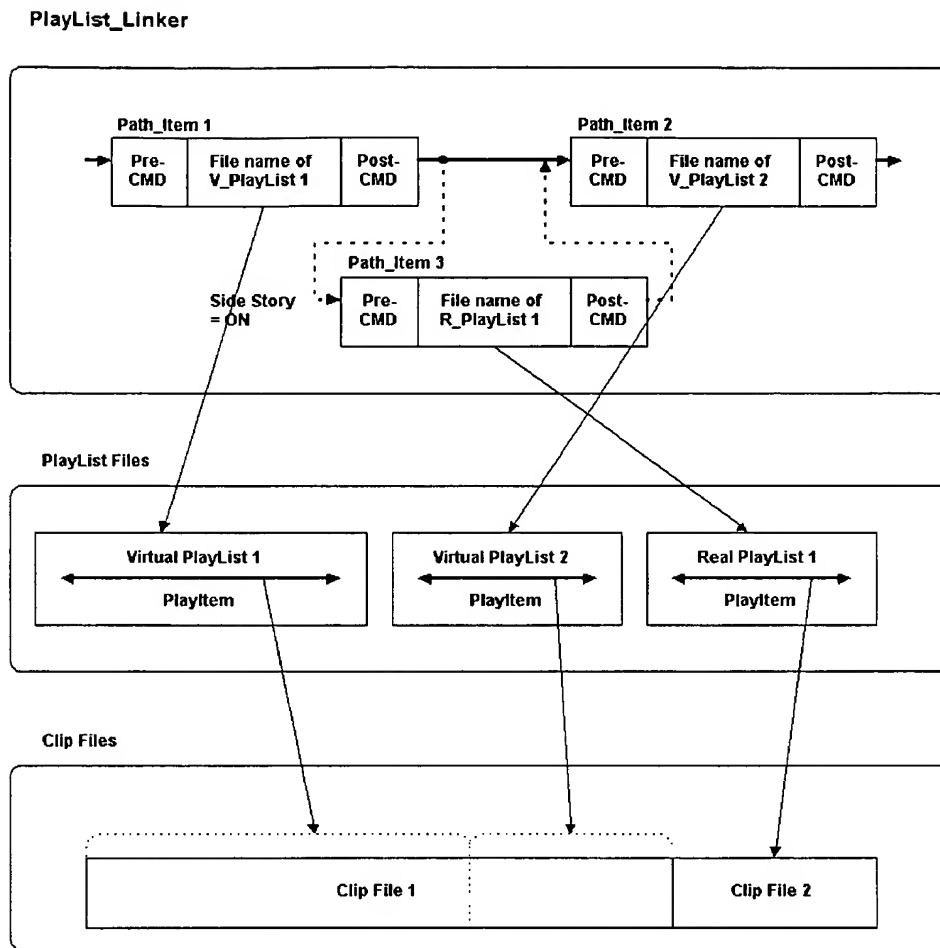 PlayList_Linker
Path_Item 1
Pre-
CMD
File name of
V_PlayList 1
Post-
CMD
Path_Item 2
Pre-
CMD
File name of
V_PlayList 2
Post-
CMD
Side Story
= ON
Path_Item 3
Pre-
CMD
File name of
R_PlayList 1
Post-
CMD
PlayList Files
Virtual PlayList 1
PlayItem
Virtual PlayList 2
PlayItem
Real PlayList 1
PlayItem
Clip Files
Clip File 1
Clip File 2